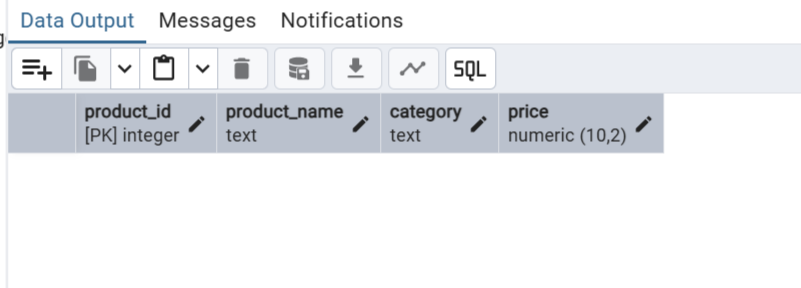 Data Output Messages Notifications
SQL
product_id product_name category price
[PK] integer text text numeric (10,2)